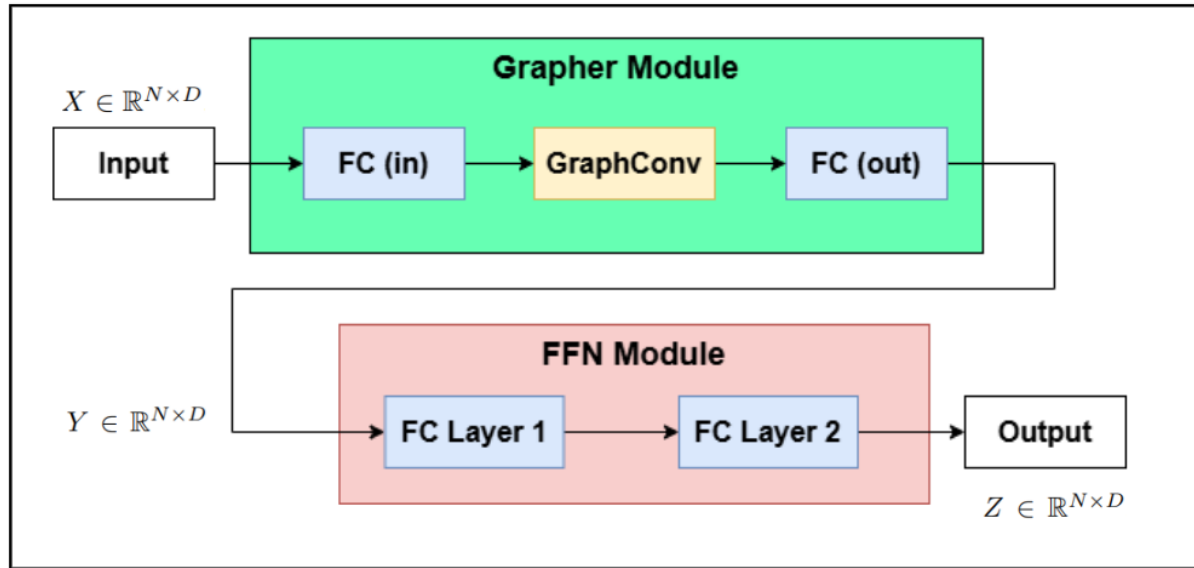 Grapher Module
X ∈ ℝ^{N×D}
Input
FC (in)
GraphConv
FC (out)
FFN Module
Y ∈ ℝ^{N×D}
FC Layer 1
FC Layer 2
Output
Z ∈ ℝ^{N×D}